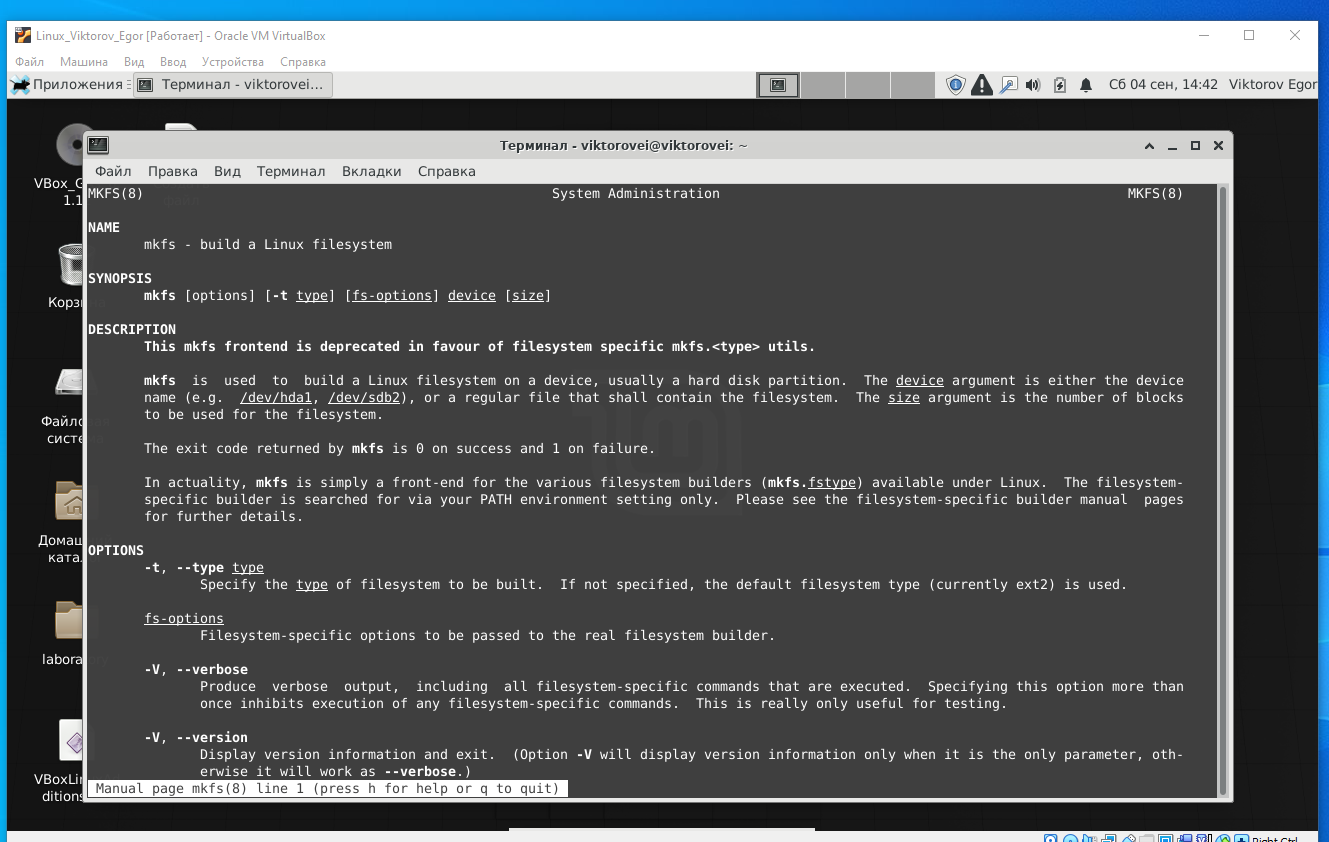 Linux_Viktorov_Egor [Работает] - Oracle VM VirtualBox
Файл Машина Вид Ввод Устройства Справка
Приложения Терминал - viktorovei... Сб 04 сен, 14:42 Viktorov Egor
Терминал - viktorovei@viktorovei: ~
Файл Правка Вид Терминал Вкладки Справка
MKFS(8) System Administration MKFS(8)
NAME
mkfs - build a Linux filesystem
SYNOPSIS
mkfs [options] [-t type] [fs-options] device [size]
DESCRIPTION
This mkfs frontend is deprecated in favour of filesystem specific mkfs.<type> utils.
mkfs is used to build a Linux filesystem on a device, usually a hard disk partition. The device argument is either the device
name (e.g. /dev/hda1, /dev/sdb2), or a regular file that shall contain the filesystem. The size argument is the number of blocks
to be used for the filesystem.
The exit code returned by mkfs is 0 on success and 1 on failure.
In actuality, mkfs is simply a front-end for the various filesystem builders (mkfs.fstype) available under Linux. The filesystem-
specific builder is searched for via your PATH environment setting only. Please see the filesystem-specific builder manual pages
for further details.
OPTIONS
-t, --type type
Specify the type of filesystem to be built. If not specified, the default filesystem type (currently ext2) is used.
fs-options
Filesystem-specific options to be passed to the real filesystem builder.
-V, --verbose
Produce verbose output, including all filesystem-specific commands that are executed. Specifying this option more than
once inhibits execution of any filesystem-specific commands. This is really only useful for testing.
-V, --version
Display version information and exit. (Option -V will display version information only when it is the only parameter, oth-
erwise it will work as --verbose.)
Manual page mkfs(8) line 1 (press h for help or q to quit)
VBox_G
1.1
Корз
Файло
систе
Домаш
ката
labora
VBoxLin
ditions
Right Ctrl